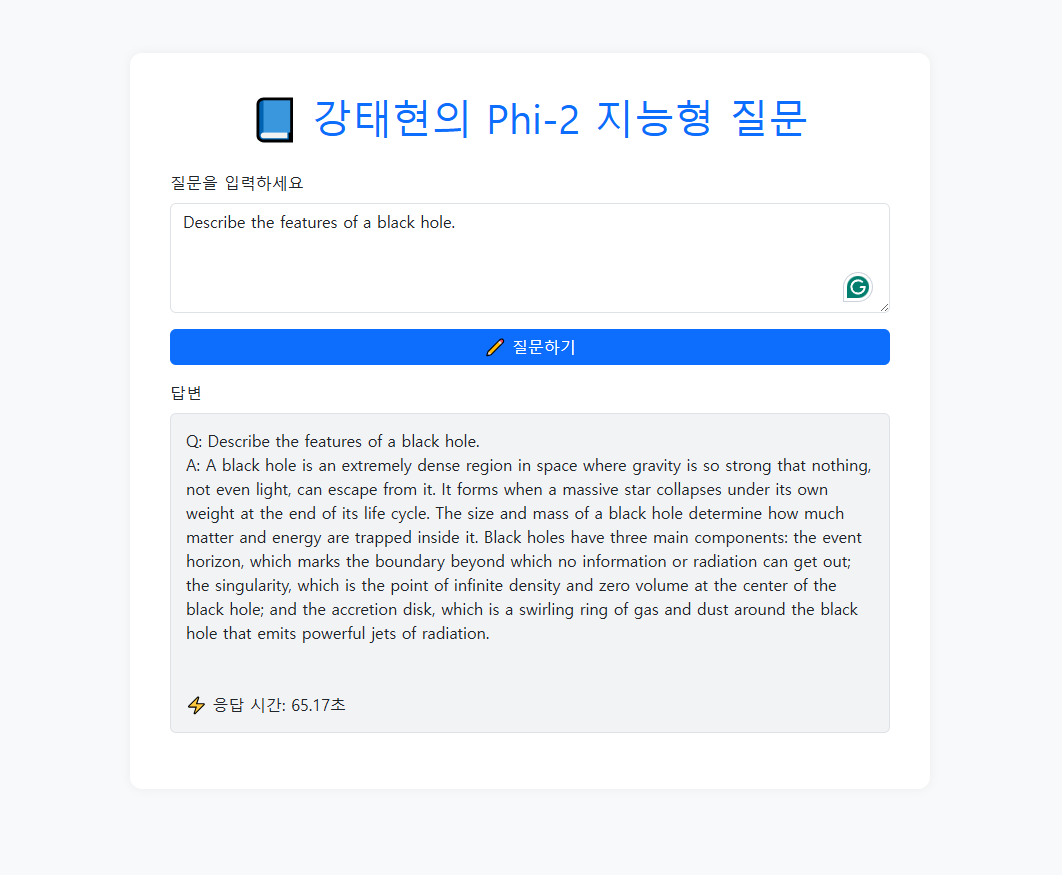 📘 강태현의 Phi-2 지능형 질문
질문을 입력하세요
Describe the features of a black hole.
✏️ 질문하기
답변
Q: Describe the features of a black hole.
A: A black hole is an extremely dense region in space where gravity is so strong that nothing,
not even light, can escape from it. It forms when a massive star collapses under its own
weight at the end of its life cycle. The size and mass of a black hole determine how much
matter and energy are trapped inside it. Black holes have three main components: the event
horizon, which marks the boundary beyond which no information or radiation can get out;
the singularity, which is the point of infinite density and zero volume at the center of the
black hole; and the accretion disk, which is a swirling ring of gas and dust around the black
hole that emits powerful jets of radiation.
⚡ 응답 시간: 65.17초